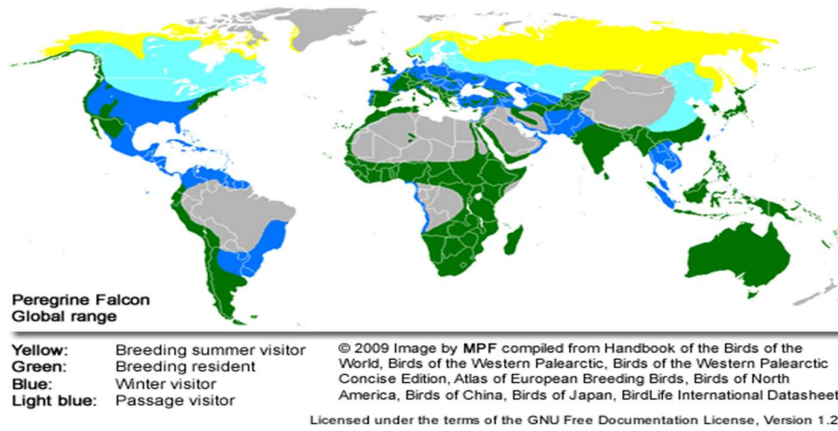 Peregrine Falcon
Global range
Yellow: Breeding summer visitor
Green: Breeding resident
Blue: Winter visitor
Light blue: Passage visitor
© 2009 Image by MPF compiled from Handbook of the Birds of the
World, Birds of the Western Palearctic, Birds of the Western Palearctic
Concise Edition, Atlas of European Breeding Birds, Birds of North
America, Birds of China, Birds of Japan, BirdLife International Datasheet
Licensed under the terms of the GNU Free Documentation License, Version 1.2